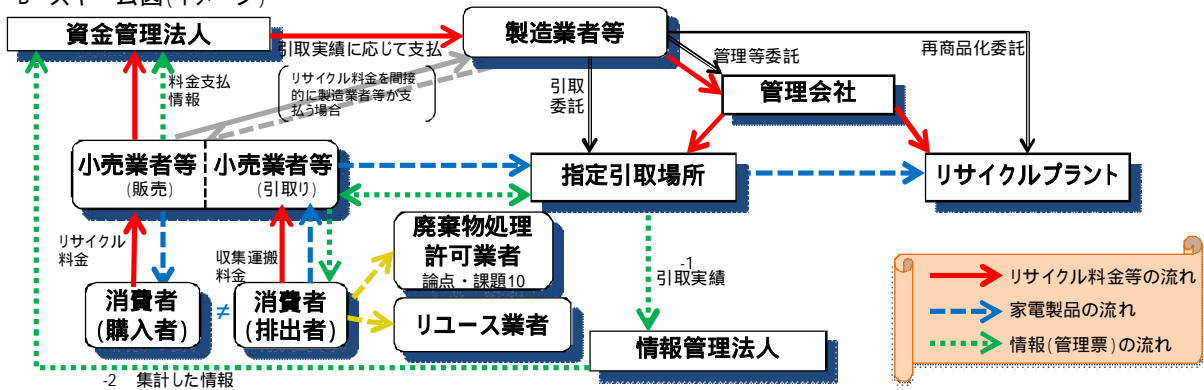 B スキーム図(イメージ)
資金管理法人
引取実績に応じて支払
製造業者等
管理等委託
再商品化委託
料金支払
情報
リサイクル料金を間接
的に製造業者等が支
払う場合
引取
委託
管理会社
小売業者等
(販売)
小売業者等
(引取り)
指定引取場所
リサイクルプラント
リサイクル
料金
収集運搬
料金
廃棄物処理
許可業者
論点・課題10
-1
引取実績
消費者
(購入者)
≠
消費者
(排出者)
リユース業者
情報管理法人
リサイクル料金等の流れ
家電製品の流れ
情報(管理票)の流れ
-2 集計した情報